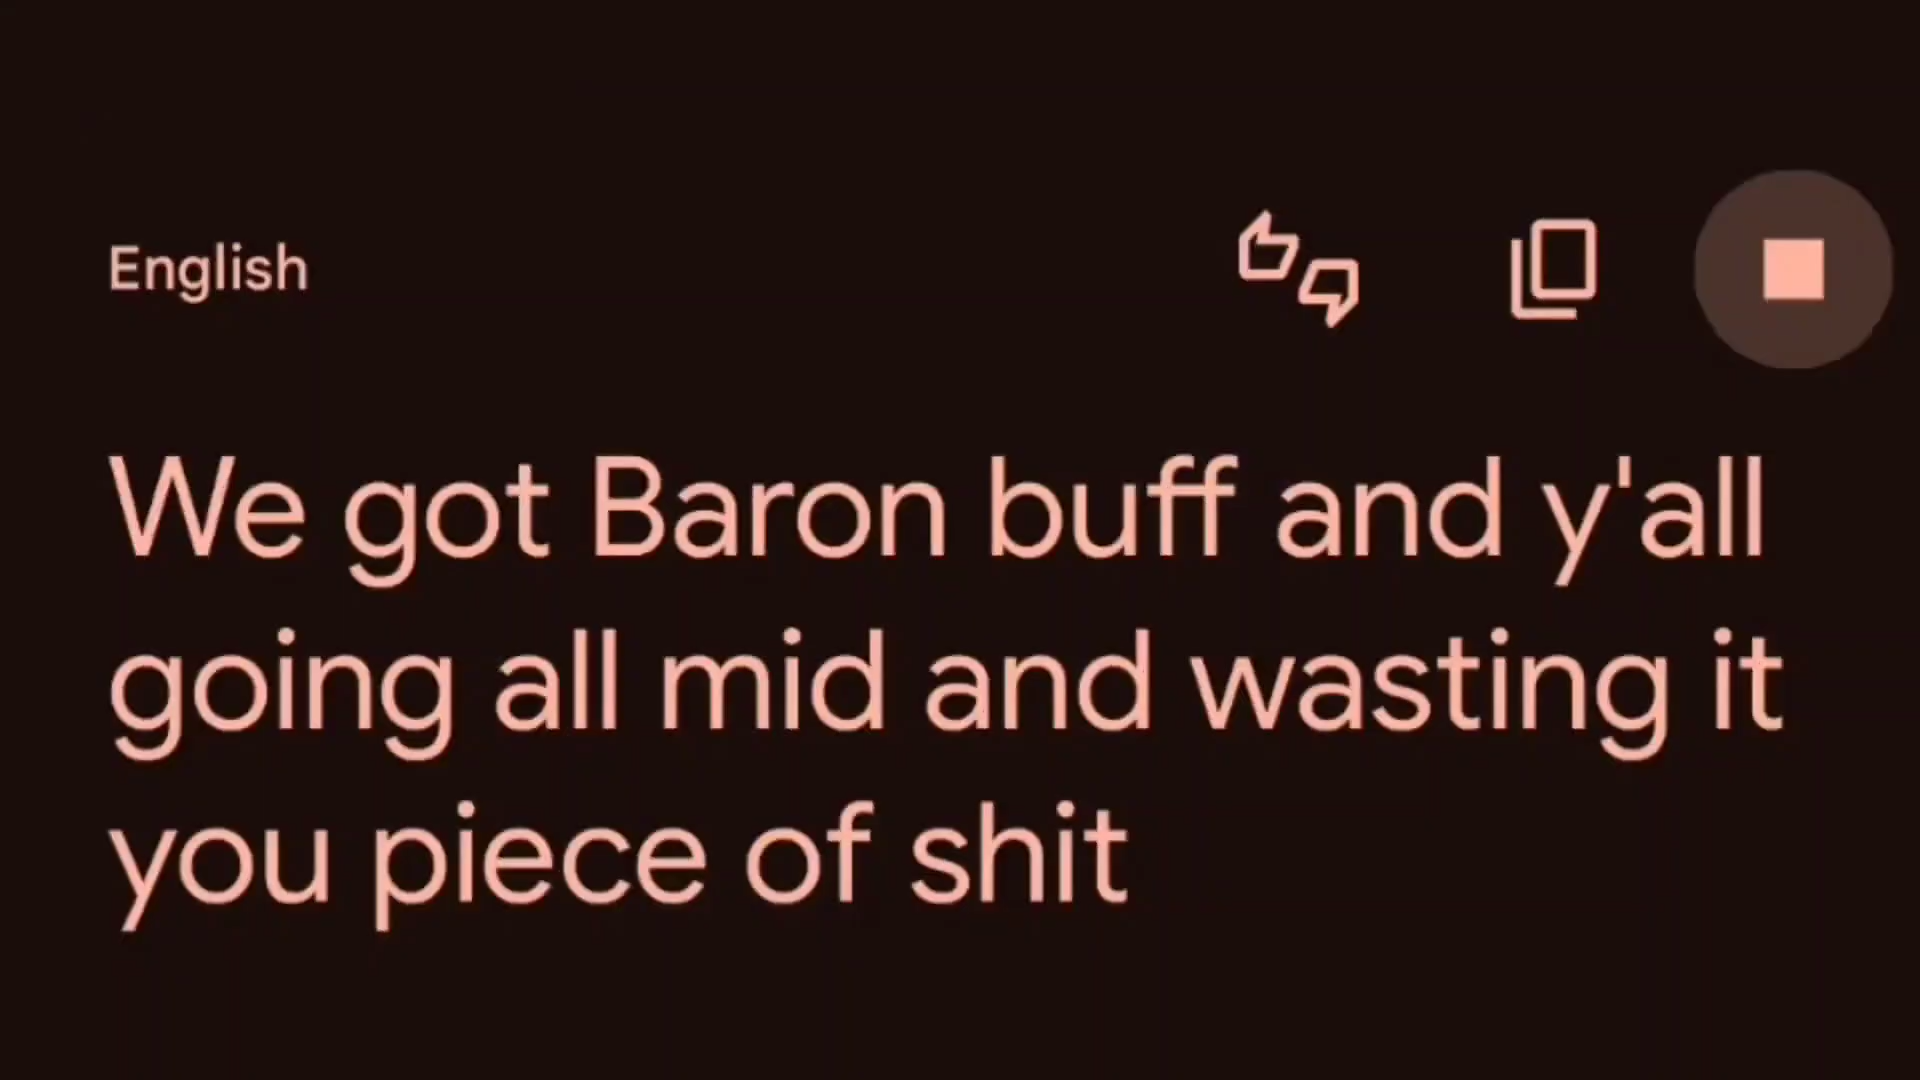 English
We got Baron buff and y'all
going all mid and wasting it
you piece of shit